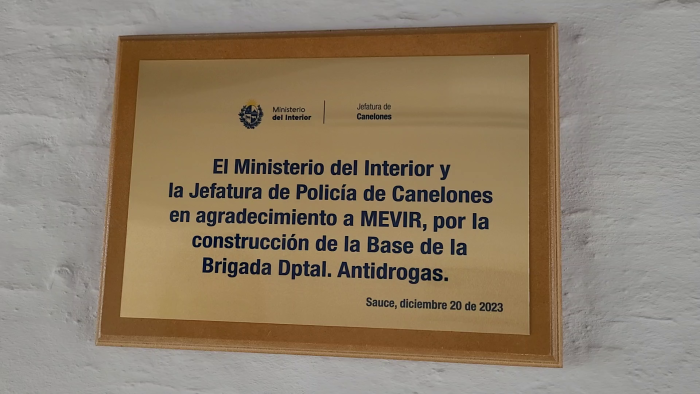 Ministerio
del Interior
Jefatura de
Canelones
El Ministerio del Interior y
la Jefatura de Policía de Canelones
en agradecimiento a MEVIR, por la
construcción de la Base de la
Brigada Dptal. Antidrogas.
Sauce, diciembre 20 de 2023